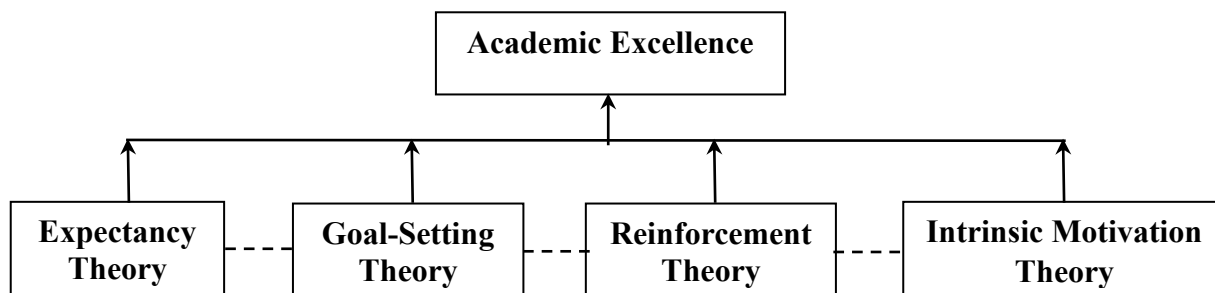 Academic Excellence
Expectancy
Theory
Goal-Setting
Theory
Reinforcement
Theory
Intrinsic Motivation
Theory